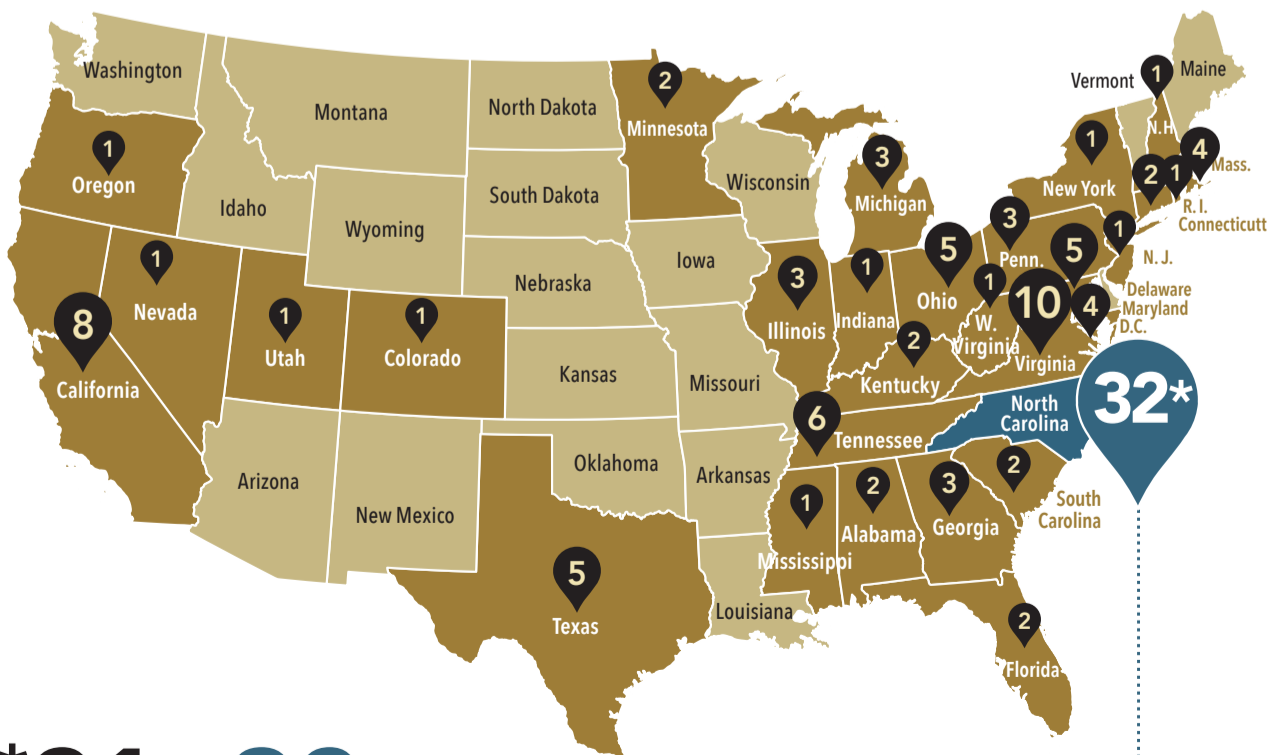 Washington
Montana
North Dakota
2
Minnesota
Vermont
1
Maine
N.H
1
Oregon
Idaho
South Dakota
Wisconsin
3
Michigan
1
New York
4
Mass.
2
1
R. I.
Connecticutt
Wyoming
3
Penn.
5
1
N. J.
1
Nevada
Nebraska
Iowa
3
Illinois
1
Indiana
5
Ohio
1
W.
Virginia
10
Virginia
4
Delaware
Maryland
D.C.
8
California
1
Utah
1
Colorado
Kansas
Missouri
2
Kentucky
32*
North
Carolina
6
Tennessee
Arizona
New Mexico
Oklahoma
Arkansas
1
Mississippi
2
Alabama
3
Georgia
2
South
Carolina
5
Texas
Louisiana
2
Florida